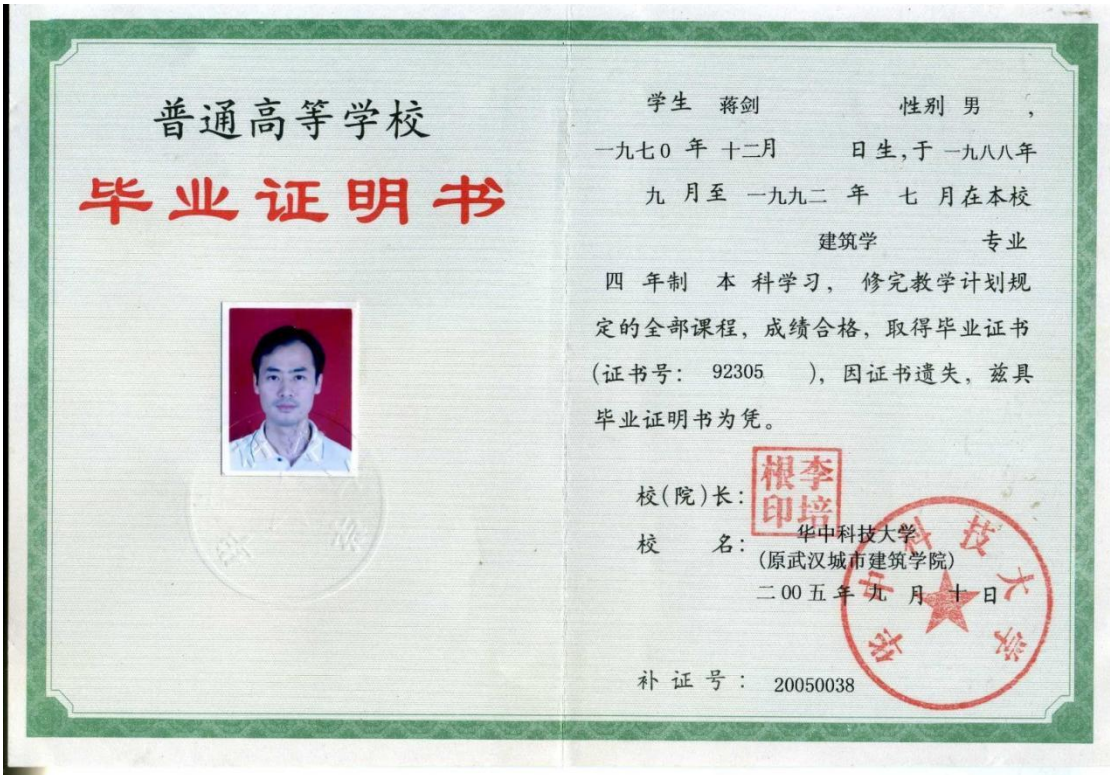 普通高等学校
毕业证明书
学生 蒋剑 性别 男 ,
一九七0 年 十二月 日生,于 一九八八年
九 月至 一九九二 年 七 月在本校
建筑学 专业
四 年制 本 科学习, 修完教学计划规
定的全部课程, 成绩合格, 取得毕业证书
(证书号: 92305 ), 因证书遗失, 兹具
毕业证明书为凭。
校(院)长:
李培根印
校 名: 华中科技大学
(原武汉城市建筑学院)
二00五年 九 月 十 日
华中科技大学
补 证 号 : 20050038